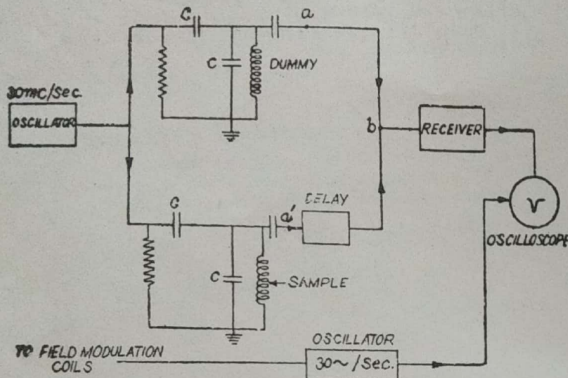 C
a
C
DUMMY
30mc/sec.
OSCILLATOR
b
RECEIVER
V
OSCILLOSCOPE
C
a'
DELAY
C
SAMPLE
TO FIELD MODULATION
COILS
OSCILLATOR
30~/sec.